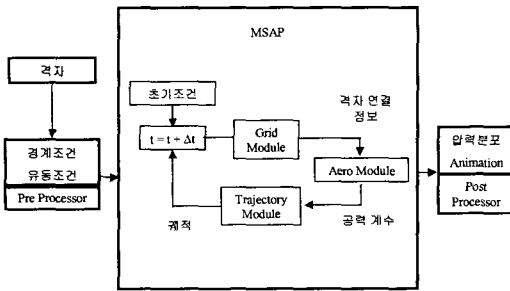 MSAP
격자
초기조건
t = t + Δt
Grid
Module
격자 연결
정보
경계조건
유동조건
Pre Processor
Aero Module
Trajectory
Module
궤적
공력 계수
압력분포
Animation
Post
Processor